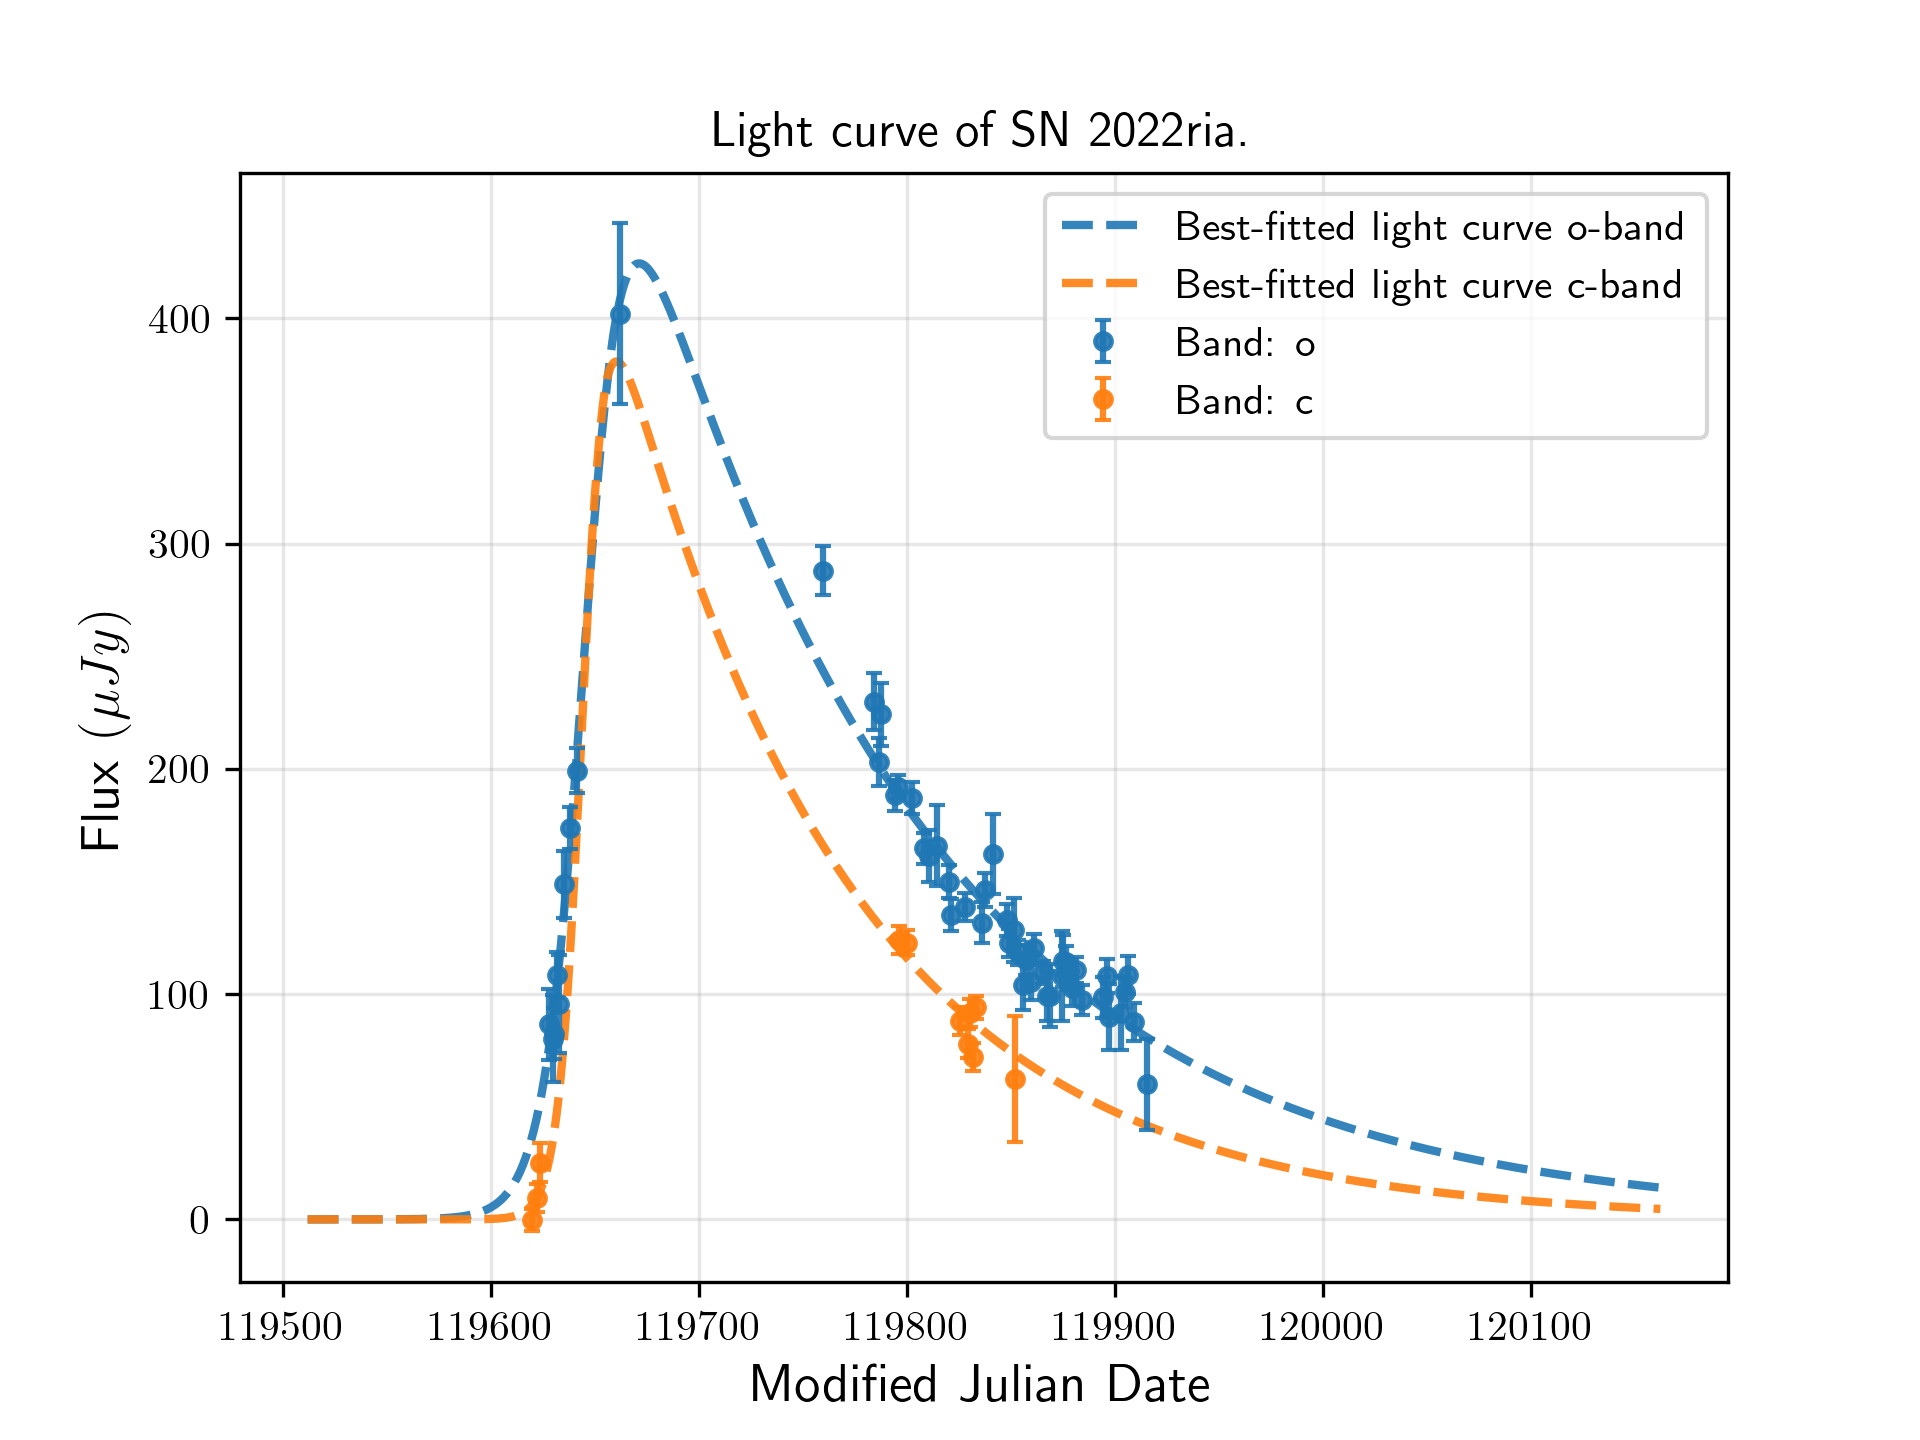 Light curve of SN 2022ria.
Best-fitted light curve o-band
Best-fitted light curve c-band
Band: o
Band: c
400
300
200
100
0
Flux (μJy)
119500 119600 119700 119800 119900 120000 120100
Modified Julian Date